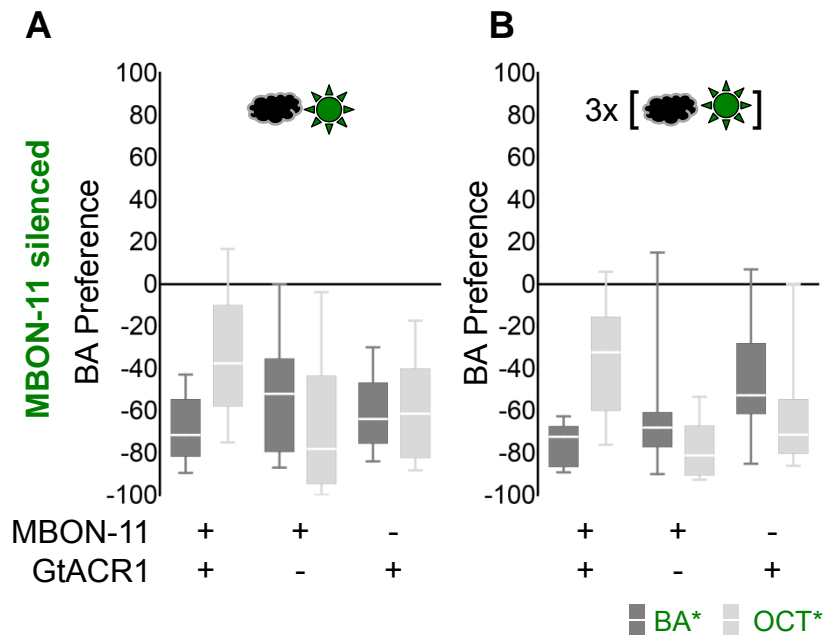 A
B
MBON-11 silenced
BA Preference
100
80
60
40
20
0
-20
-40
-60
-80
-100
BA Preference
100
80
60
40
20
0
-20
-40
-60
-80
-100
3x [ ]
MBON-11 + + - + + -
GtACR1 + - + + - +
BA* OCT*